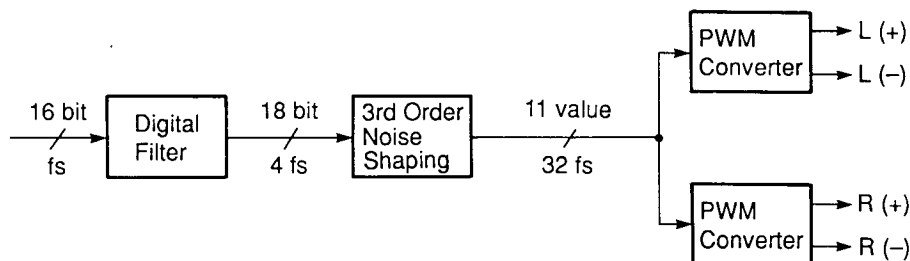 16 bit
fs
Digital
Filter
18 bit
4 fs
3rd Order
Noise
Shaping
11 value
32 fs
PWM
Converter
L (+)
L (–)
PWM
Converter
R (+)
R (–)